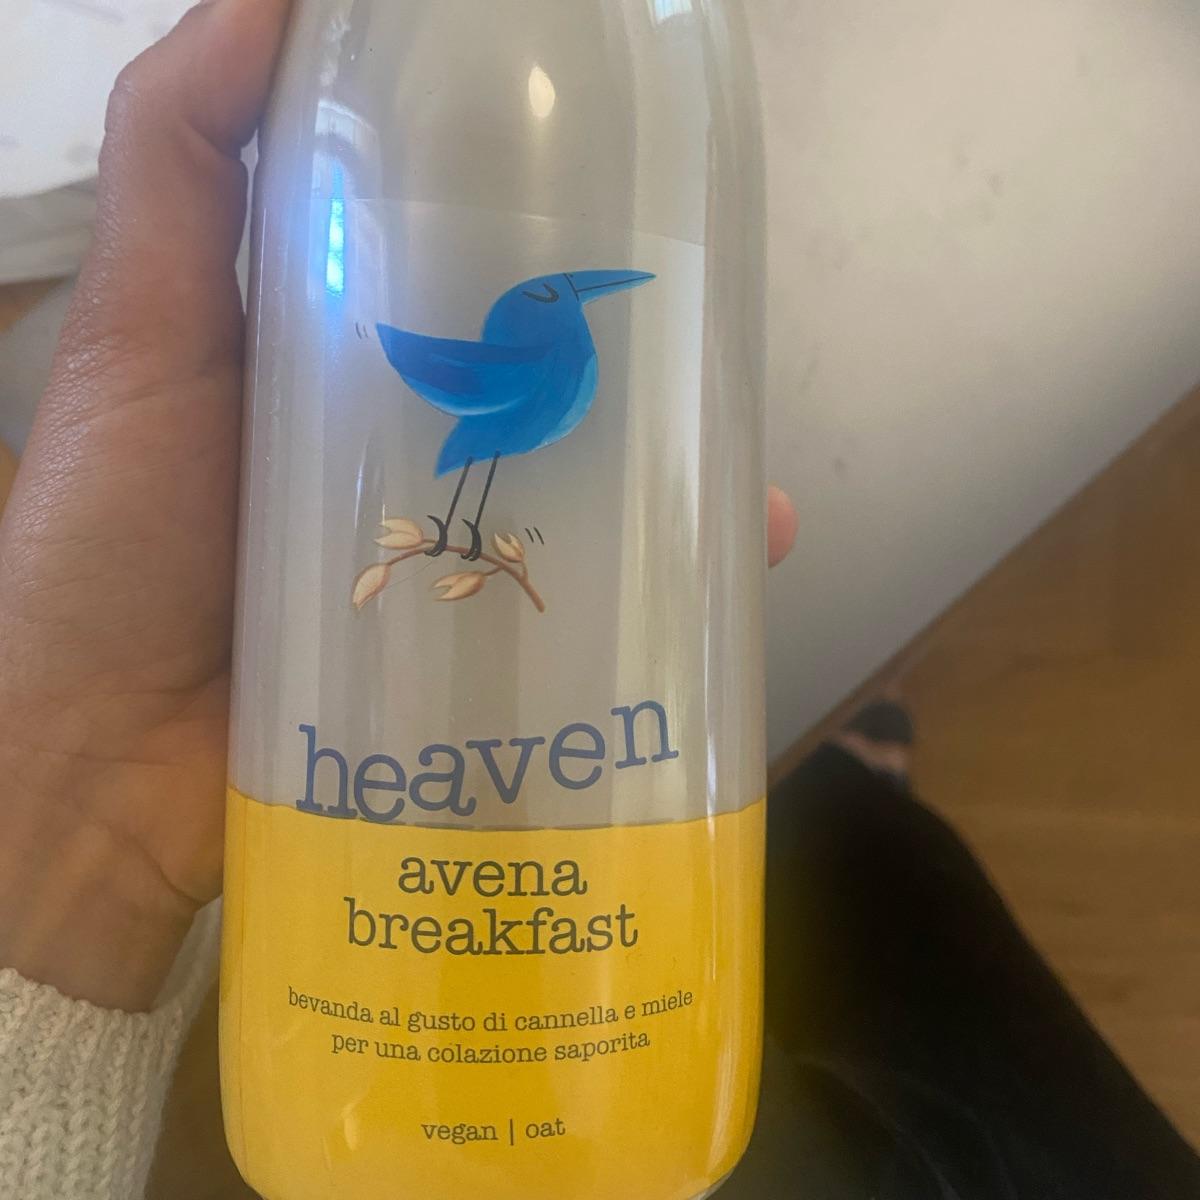 heaven
avena
breakfast
bevanda al gusto di cannella e miele
per una colazione saporita
vegan | oat